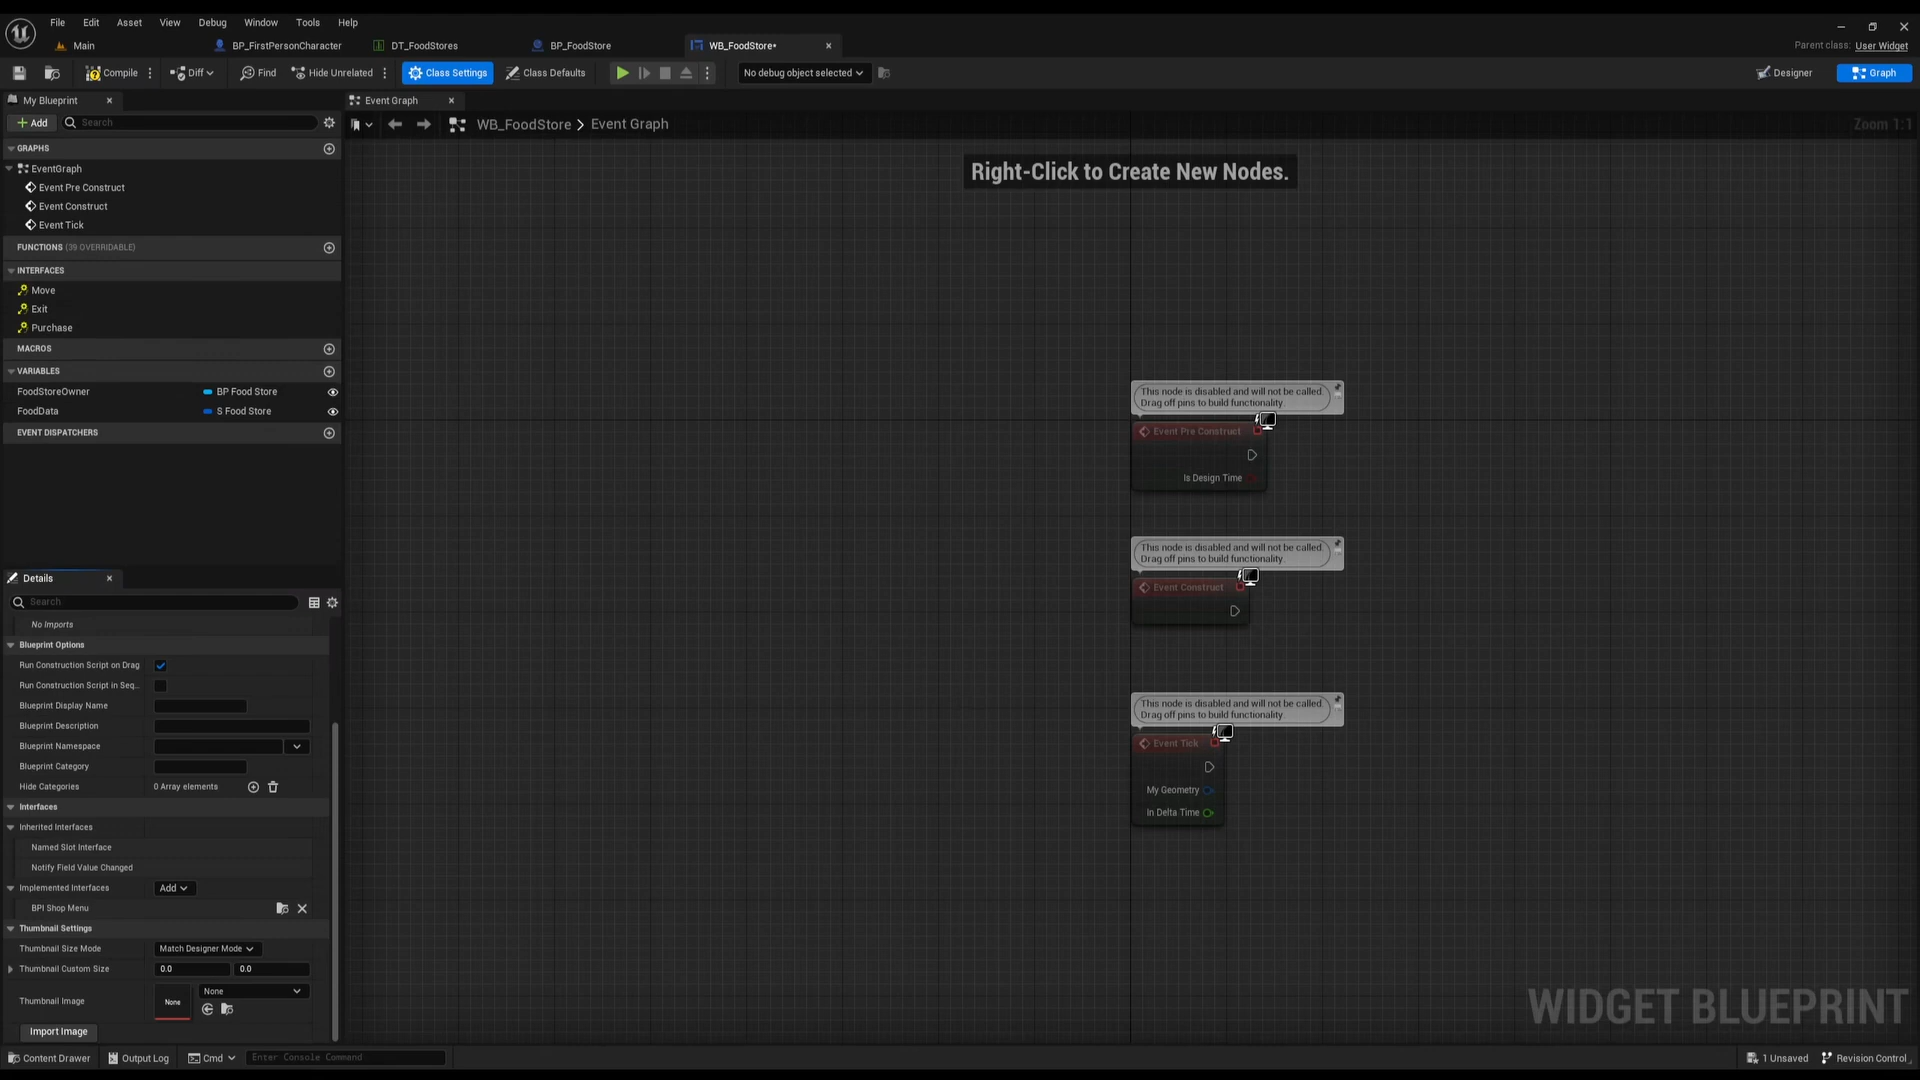 File Edit Asset View Debug Window Tools Help
Main BP_FirstPersonCharacter DT_FoodStores BP_FoodStore WB_FoodStore*
Parent class: User Widget
Compile Diff Find Hide Unrelated Class Settings Class Defaults No debug object selected Designer Graph
My Blueprint Event Graph
Add Search WB_FoodStore Event Graph Zoom 1:1
Right-Click to Create New Nodes.
GRAPHS
EventGraph
Event Pre Construct
Event Construct
Event Tick
FUNCTIONS (39 OVERRIDABLE)
INTERFACES
Move
Exit
Purchase
MACROS
VARIABLES
FoodStoreOwner BP Food Store
FoodData S Food Store
EVENT DISPATCHERS
This node is disabled and will not be called.
Drag off pins to build functionality.
Event Pre Construct
Is Design Time
This node is disabled and will not be called.
Drag off pins to build functionality.
Event Construct
This node is disabled and will not be called.
Drag off pins to build functionality.
Event Tick
My Geometry
In Delta Time
Details
Search
No Imports
Blueprint Options
Run Construction Script on Drag
Run Construction Script in Seq...
Blueprint Display Name
Blueprint Description
Blueprint Namespace
Blueprint Category
Hide Categories 0 Array elements
Interfaces
Inherited Interfaces
Named Slot Interface
Notify Field Value Changed
Implemented Interfaces Add
BPI Shop Menu
Thumbnail Settings
Thumbnail Size Mode Match Designer Mode
Thumbnail Custom Size 0.0 0.0
Thumbnail Image None None
Import Image
WIDGET BLUEPRINT
Content Drawer Output Log Cmd Enter Console Command 1 Unsaved Revision Control